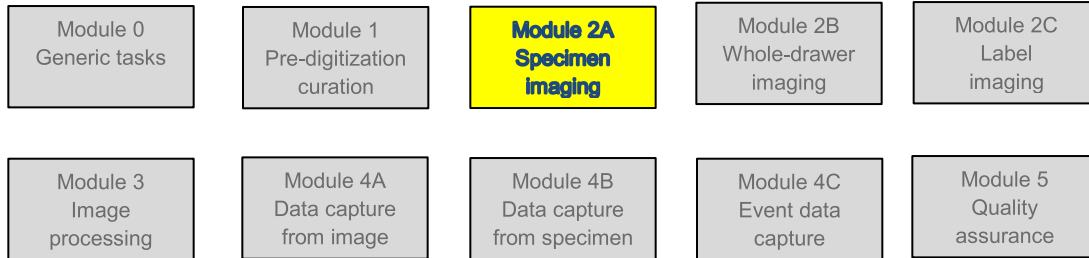 Module 0
Generic tasks
Module 1
Pre-digitization
curation
Module 2A
Specimen
imaging
Module 2B
Whole-drawer
imaging
Module 2C
Label
imaging
Module 3
Image
processing
Module 4A
Data capture
from image
Module 4B
Data capture
from specimen
Module 4C
Event data
capture
Module 5
Quality
assurance